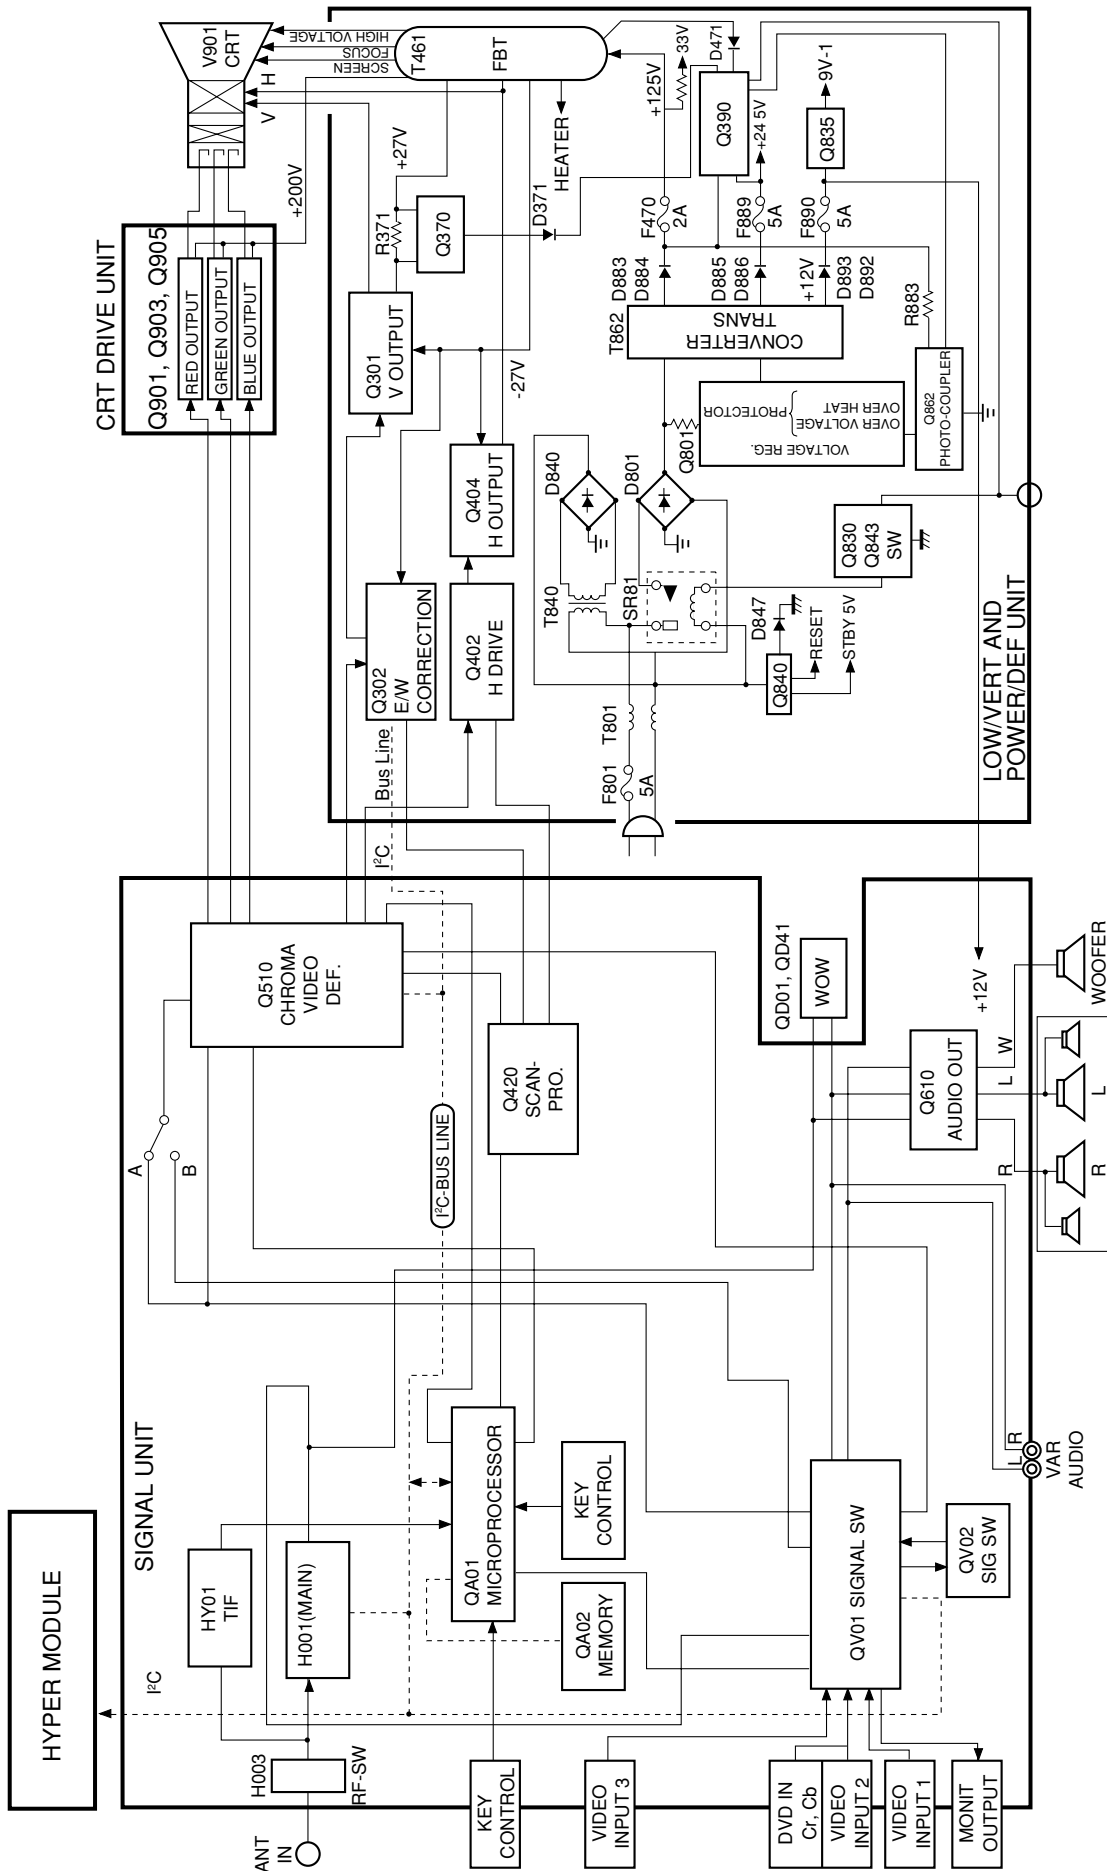 HYPER MODULE
SIGNAL UNIT
I²C
ANT
IN
H003
RF-SW
HY01
TIF
H001(MAIN)
KEY
CONTROL
QA01
MICROPROCESSOR
QA02
MEMORY
KEY
CONTROL
VIDEO
INPUT 3
DVD IN
Cr, Cb
VIDEO
INPUT 2
VIDEO
INPUT 1
MONIT
OUTPUT
QV01 SIGNAL SW
QV02
SIG SW
L
R
VAR
AUDIO
A
B
I²C-BUS LINE
Q420
SCAN-
PRO.
Q510
CHROMA
VIDEO
DEF.
QD01, QD41
WOW
Q610
AUDIO OUT
R
L
W
+12V
R
L
WOOFER
CRT DRIVE UNIT
Q901, Q903, Q905
RED OUTPUT
GREEN OUTPUT
BLUE OUTPUT
+200V
V901
CRT
HIGH VOLTAGE
FOCUS
SCREEN
H
V
T461
FBT
LOW/VERT AND
POWER/DEF UNIT
I²C
Bus Line
Q302
E/W
CORRECTION
Q301
V OUTPUT
R371
+27V
Q370
D371
HEATER
-27V
Q402
H DRIVE
Q404
H OUTPUT
F801
5A
T801
T840
D840
SR81
D801
Q801
D847
Q840
RESET
STBY 5V
Q830
Q843
SW
VOLTAGE REG.
OVER VOLTAGE
OVER HEAT
PROTECTOR
Q862
PHOTO-COUPLER
R883
T862
CONVERTER
TRANS
D883
D884
D885
D886
+12V
D893
D892
F470
2A
F889
5A
F890
5A
+125V
33V
D471
Q390
+24 5V
Q835
9V-1